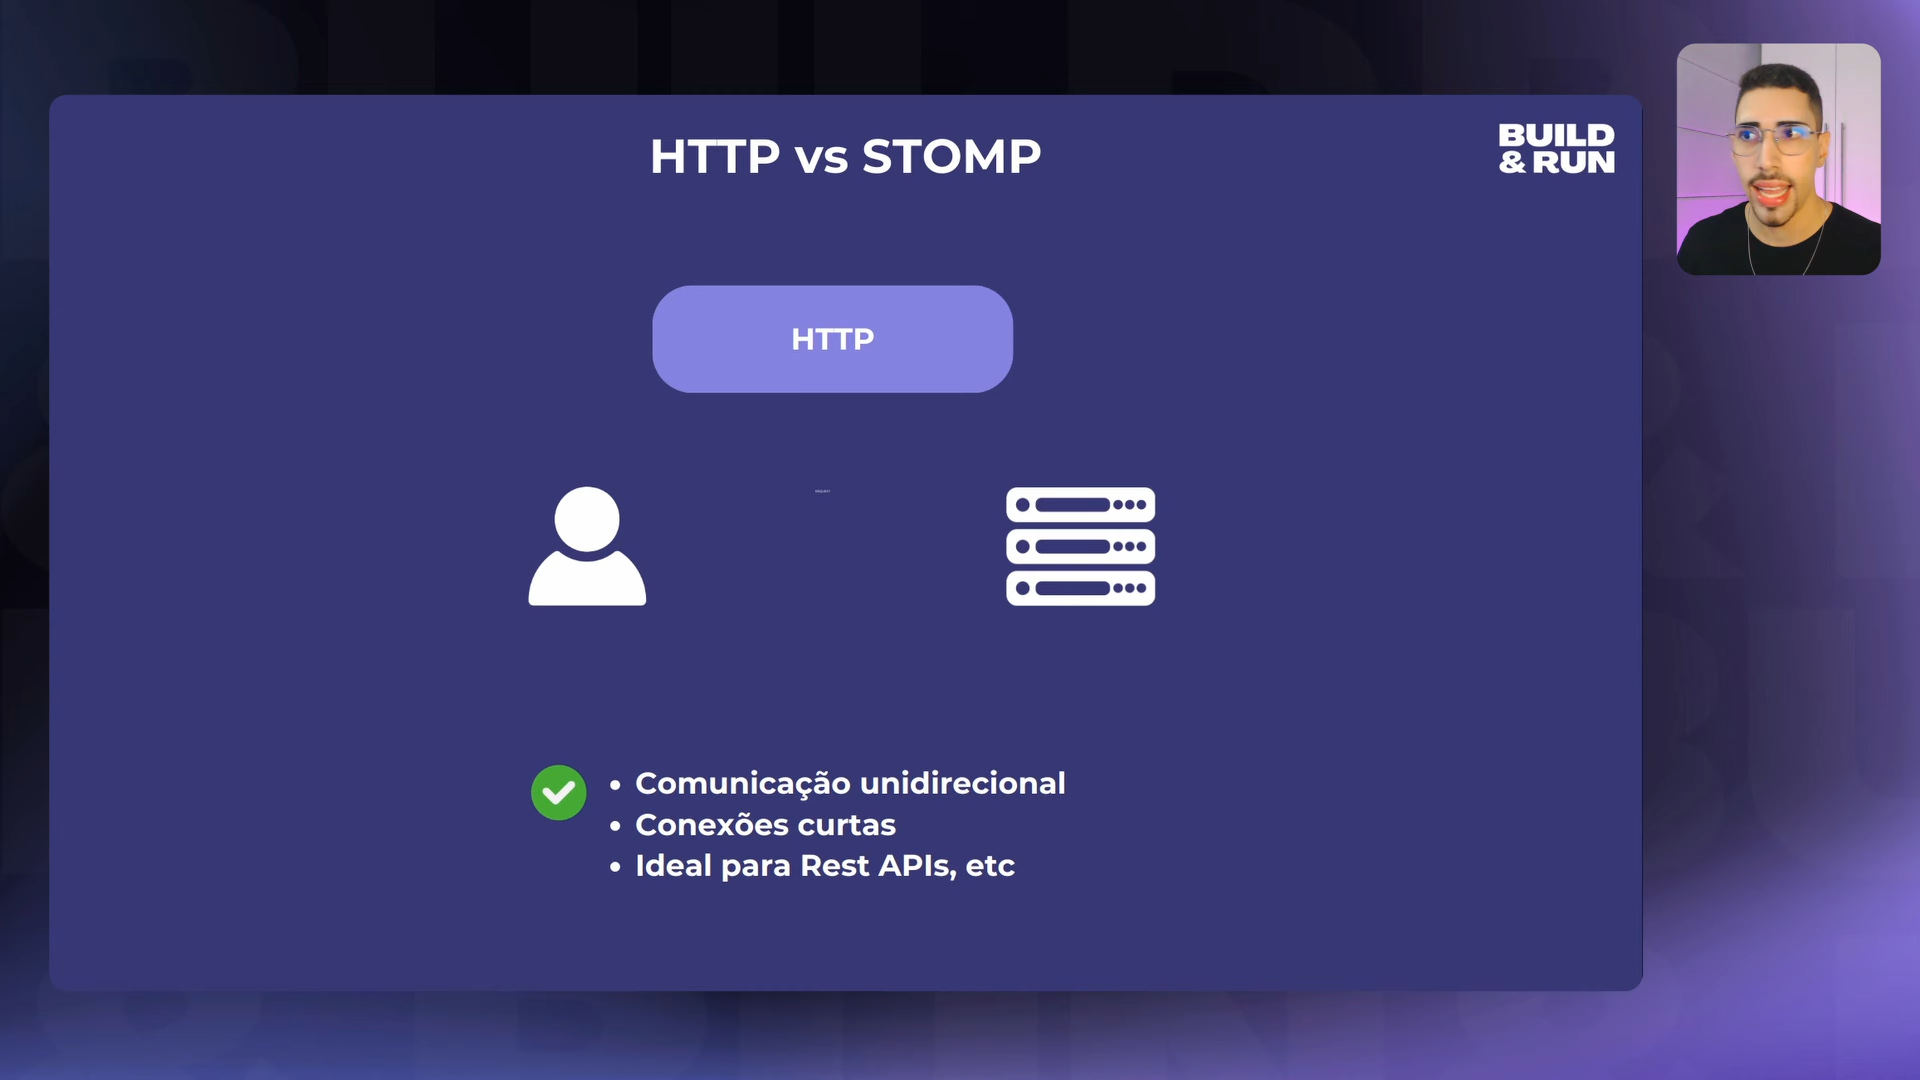 HTTP vs STOMP
BUILD
& RUN
HTTP
• Comunicação unidirecional
• Conexões curtas
• Ideal para Rest APIs, etc